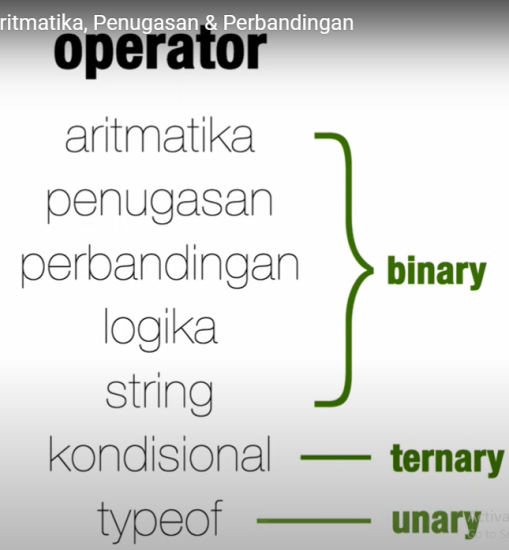 ritmatika, Penugasan & Perbandingan
operator
aritmatika
penugasan
perbandingan
binary
logika
string
kondisional ternary
typeof unary